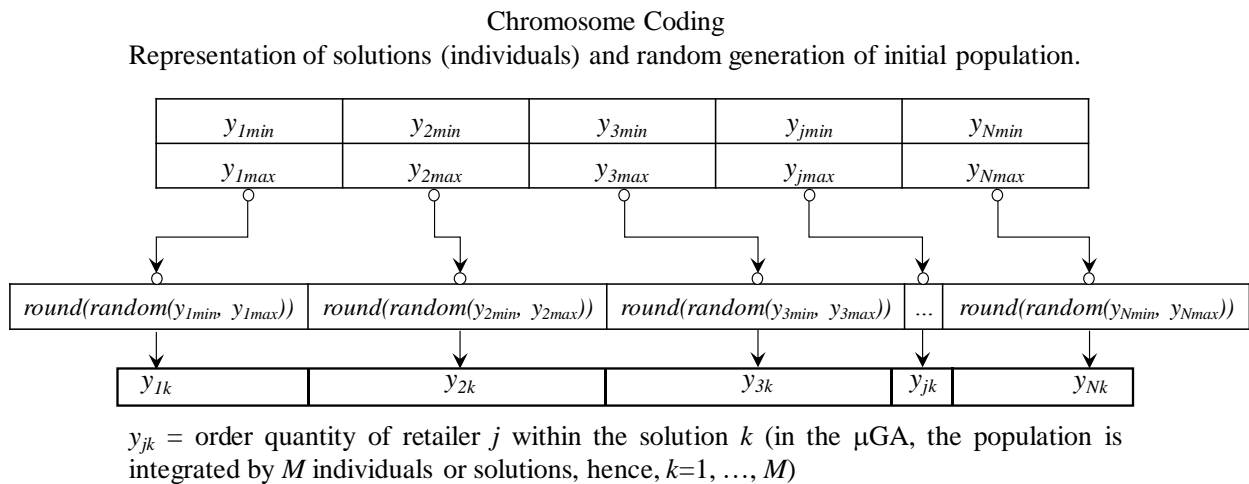 Chromosome Coding
Representation of solutions (individuals) and random generation of initial population.
y1min y2min y3min yjmin yNmin
y1max y2max y3max yjmax yNmax
round(random(y1min, y1max)) round(random(y2min, y2max)) round(random(y3min, y3max)) ... round(random(yNmin, yNmax))
y1k y2k y3k yjk yNk
yjk = order quantity of retailer j within the solution k (in the μGA, the population is
integrated by M individuals or solutions, hence, k=1, …, M)